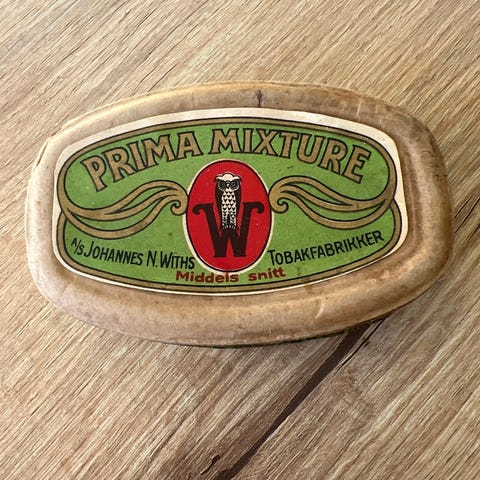 PRIMA MIXTURE
W
A/S JOHANNES N. WITHS TOBAKFABRIKKER
Middels snitt